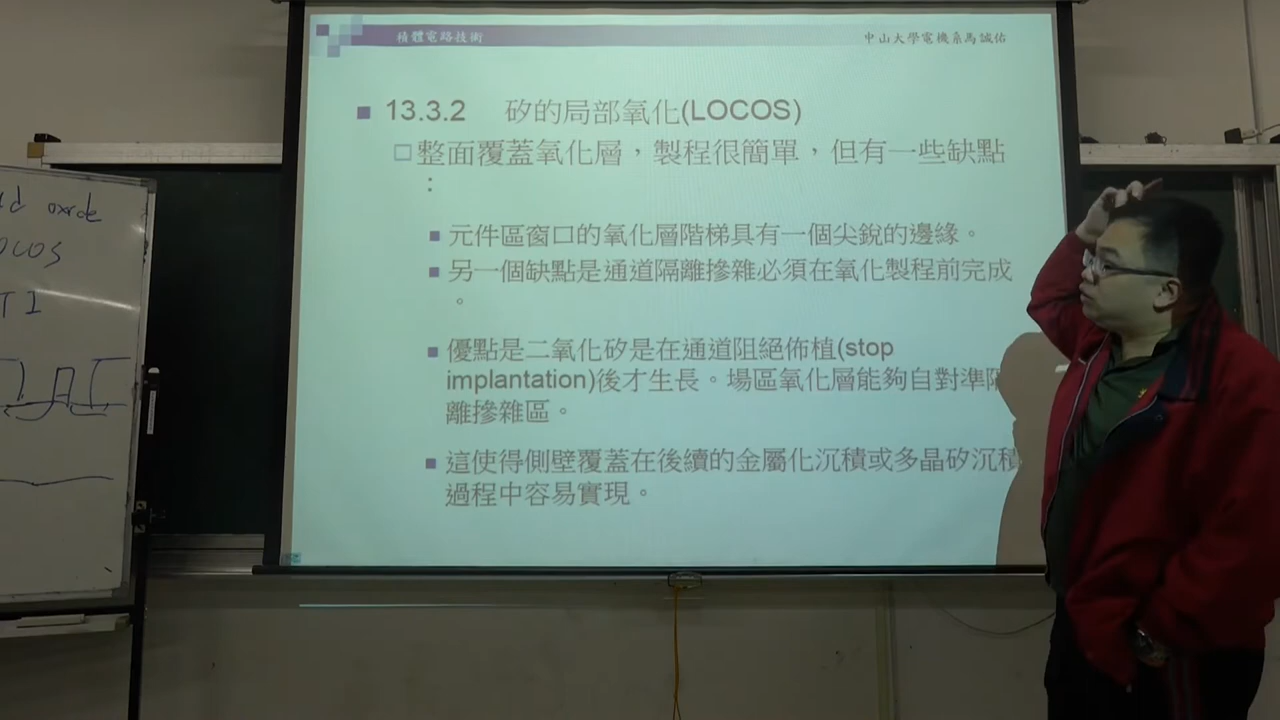 積體電路技術
中山大學電機系馬誠佑
13.3.2 矽的局部氧化(LOCOS)
整面覆蓋氧化層，製程很簡單，但有一些缺點
：
元件區窗口的氧化層階梯具有一個尖銳的邊緣。
另一個缺點是通道隔離摻雜必須在氧化製程前完成
。
優點是二氧化矽是在通道阻絕佈植(stop
implantation)後才生長。場區氧化層能夠自對準隔
離摻雜區。
這使得側壁覆蓋在後續的金屬化沉積或多晶矽沉積
過程中容易實現。
oxide
OCOS
TI